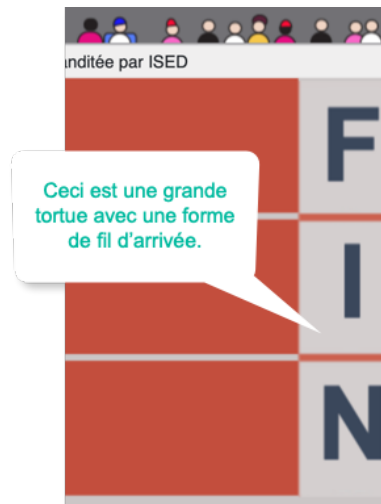 anditée par ISED
F
Ceci est une grande
tortue avec une forme
de fil d'arrivée.
I
N